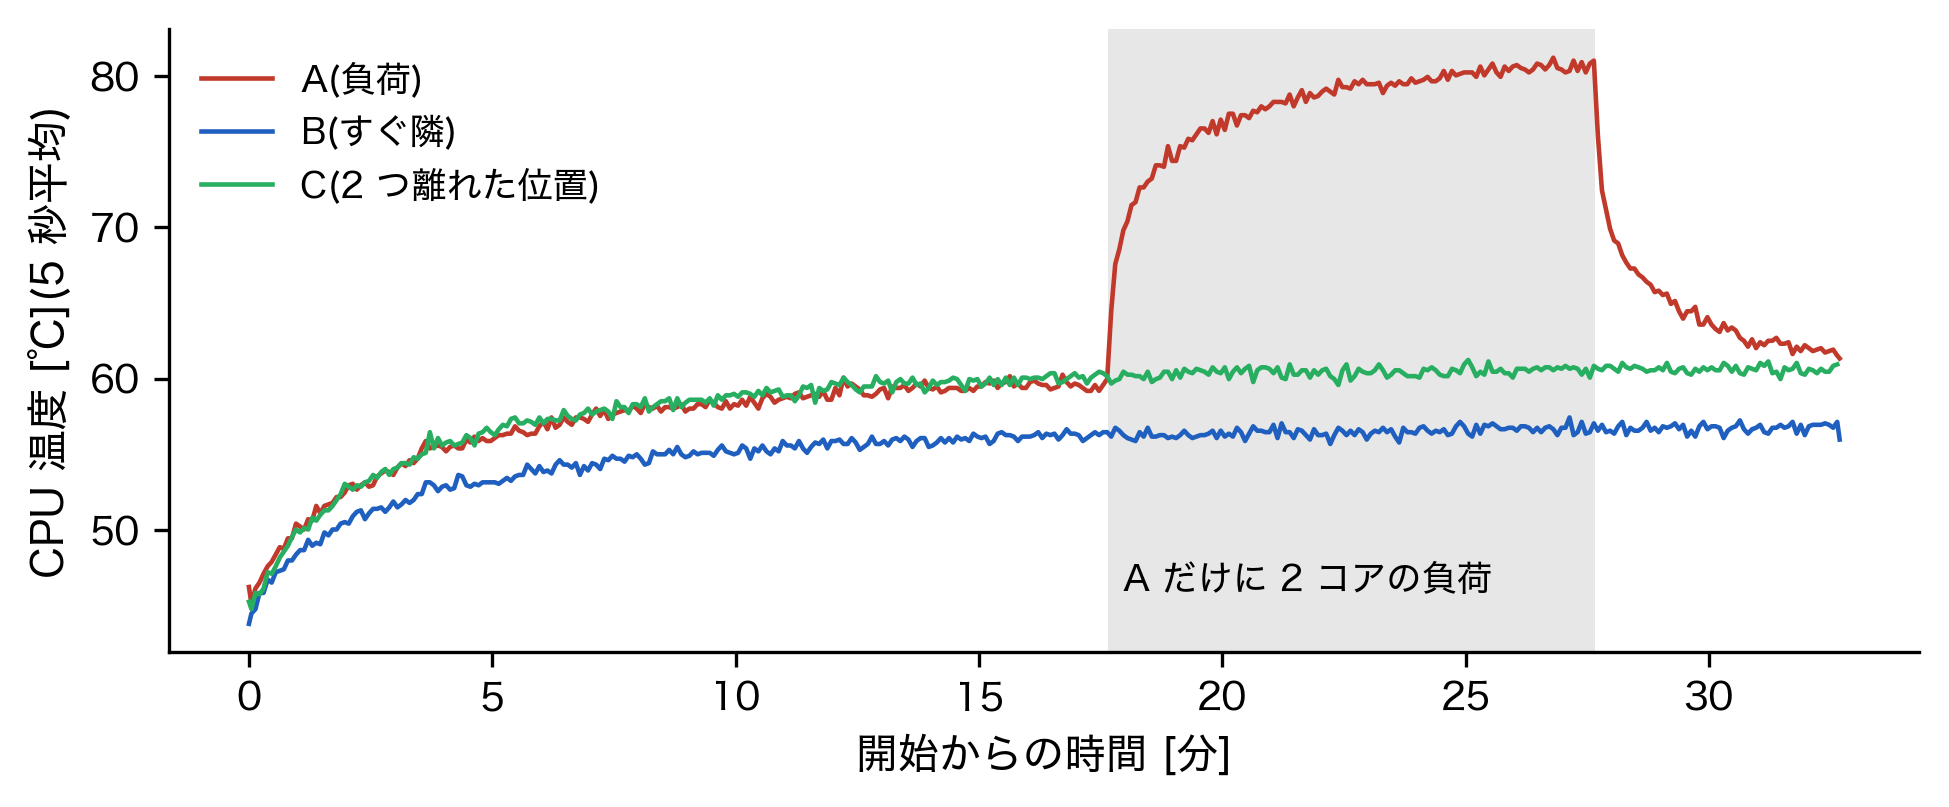 CPU 温度 [℃](5 秒平均)
80
70
60
50
A(負荷)
B(すぐ隣)
C(2 つ離れた位置)
A だけに 2 コアの負荷
0 5 10 15 20 25 30
開始からの時間 [分]